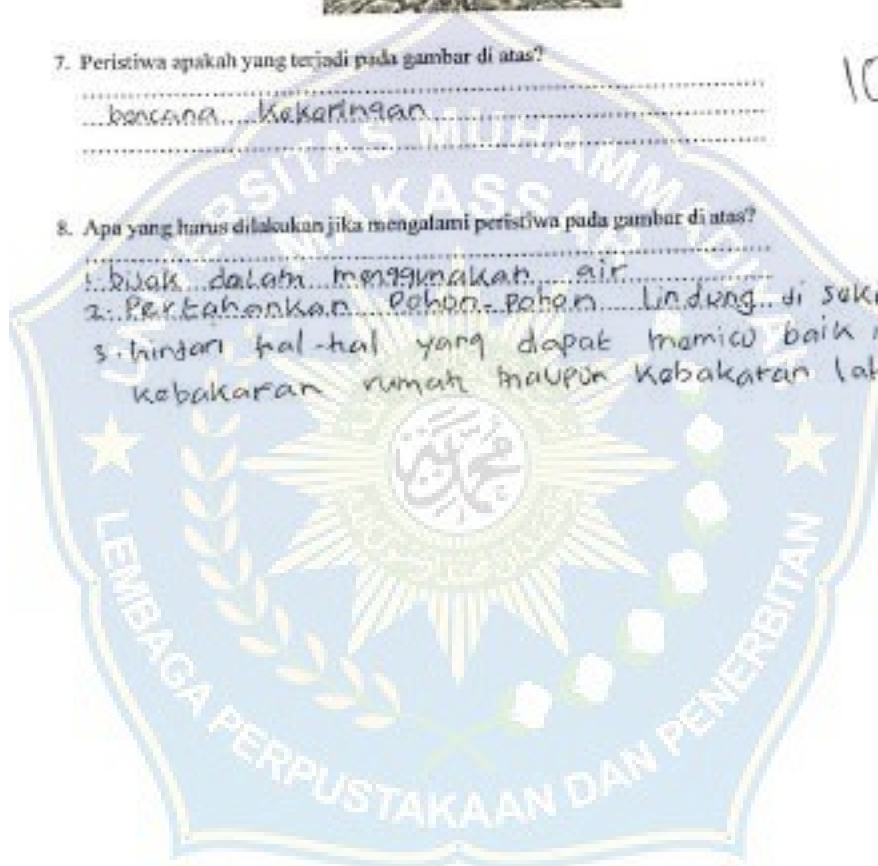 7. Peristiwa apakah yang terjadi pada gambar di atas?
bencana kekeringan
10
8. Apa yang harus dilakukan jika mengalami peristiwa pada gambar di atas?
1. bijak dalam menggunakan air
2. Pertahankan Pohon-pohon Lindung di
3. hindari hal-hal yang dapat memicu baik
kebakaran rumah maupun kebakaran
UNIVERSITAS MUHAMMADIYAH
MAKASSAR
LEMBAGA PERPUSTAKAAN DAN PENERBITAN